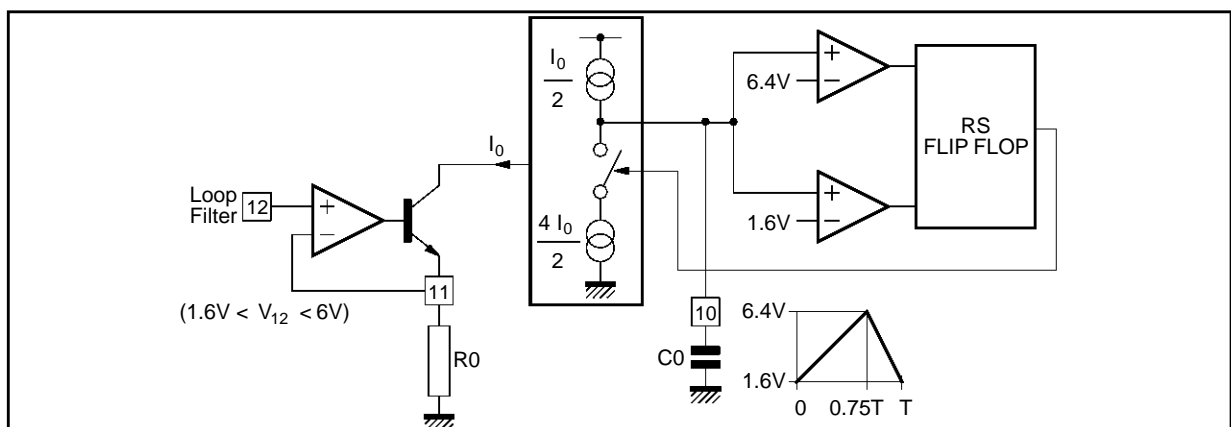 I0
2
6.4V
RS
FLIP FLOP
I0
Loop
Filter
12
4 I0
2
1.6V
11
(1.6V < V12 < 6V)
R0
10
C0
6.4V
1.6V
0 0.75T T